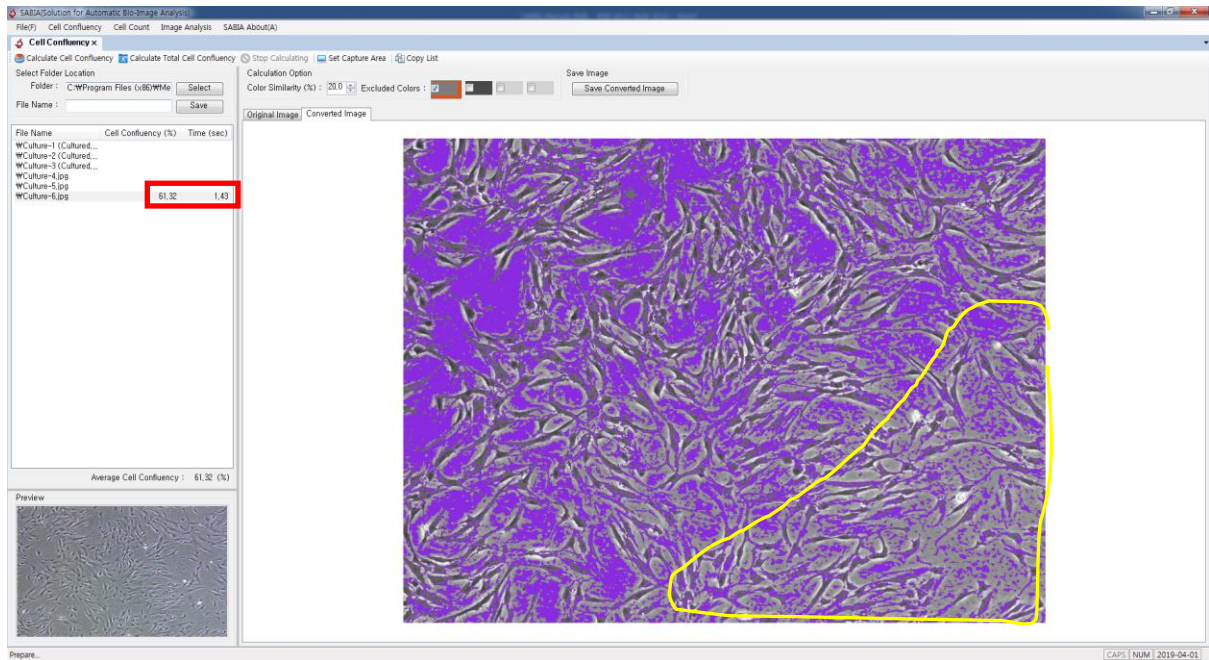 SABIA(Solution for Automatic Bio-Image Analysis)
File(F) Cell Confluency Cell Count Image Analysis SABIA About(A)
Cell Confluency x
Calculate Cell Confluency Calculate Total Cell Confluency Stop Calculating Set Capture Area Copy List
Select Folder Location
Folder : C:₩Program Files (x86)₩Me Select
File Name : Save
Calculation Option
Color Similarity (%) : 20.0 Excluded Colors :
Save Image
Save Converted Image
Original Image Converted Image
File Name Cell Confluency (%) Time (sec)
₩Culture-1 (Cultured,...
₩Culture-2 (Cultured,...
₩Culture-3 (Cultured,...
₩Culture-4.jpg
₩Culture-5.jpg
₩Culture-6.jpg 61.32 1.43
Average Cell Confluency : 61.32 (%)
Preview
Prepare...
CAPS NUM 2019-04-01